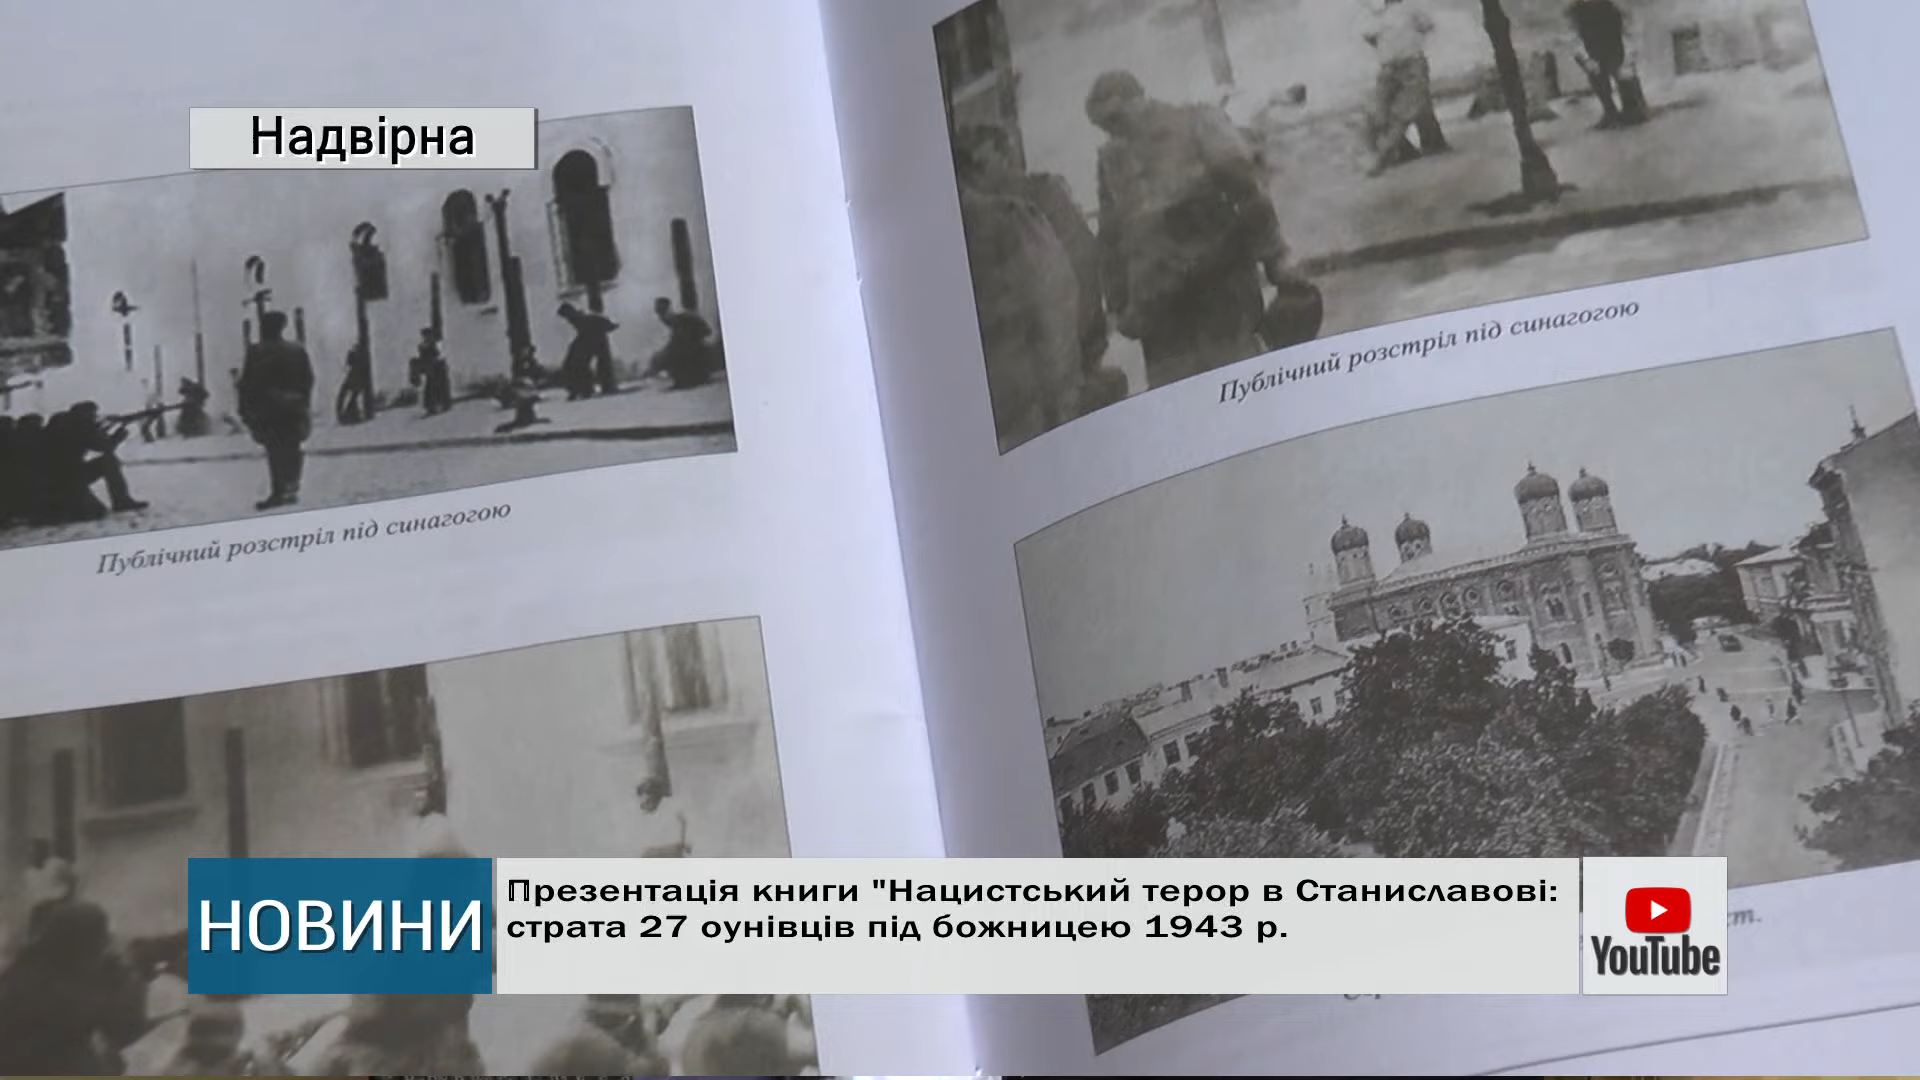 Надвірна
Публічний розстріл під синагогою
Публічний розстріл під синагогою
ст.
НОВИНИ
Презентація книги "Нацистський терор в Станиславові:
страта 27 оунівців під божницею 1943 р.
YouTube